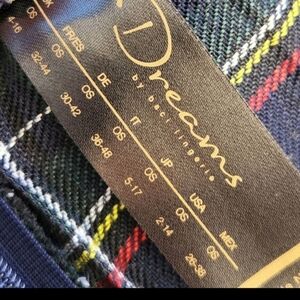 Dreams
by baci lingerie
FR/ES DE IT JP USA MEX
OS OS OS OS OS OS OS
4-16 32-44 30-42 36-48 5-17 2-14 26-38